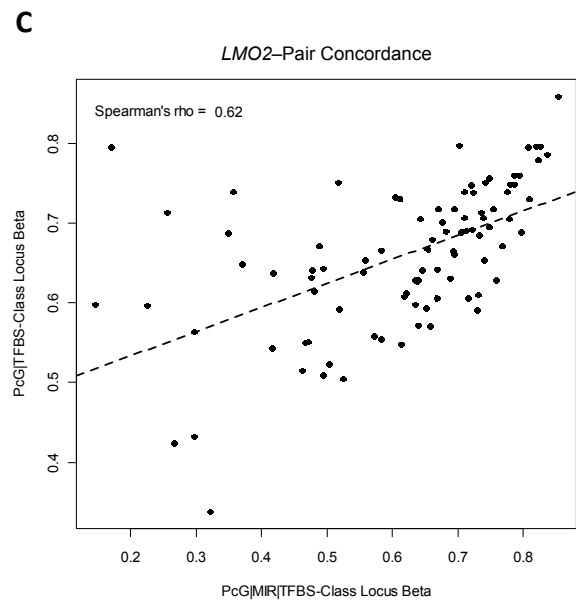 C
LMO2–Pair Concordance
Spearman's rho = 0.62
PcG|TFBS-Class Locus Beta
0.8
0.7
0.6
0.5
0.4
0.2 0.3 0.4 0.5 0.6 0.7 0.8
PcG|MIR|TFBS-Class Locus Beta